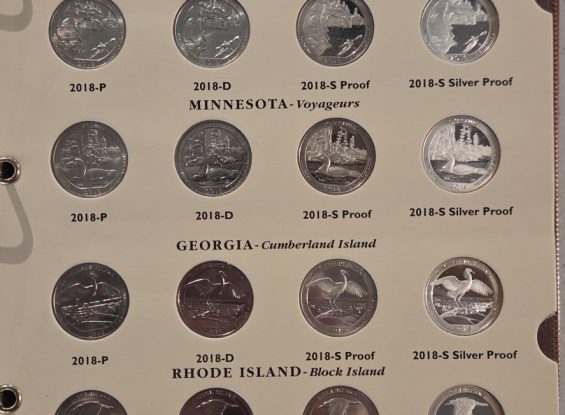 2018-P 2018-D 2018-S Proof 2018-S Silver Proof
MINNESOTA-Voyageurs
2018-P 2018-D 2018-S Proof 2018-S Silver Proof
GEORGIA-Cumberland Island
2018-P 2018-D 2018-S Proof 2018-S Silver Proof
RHODE ISLAND-Block Island